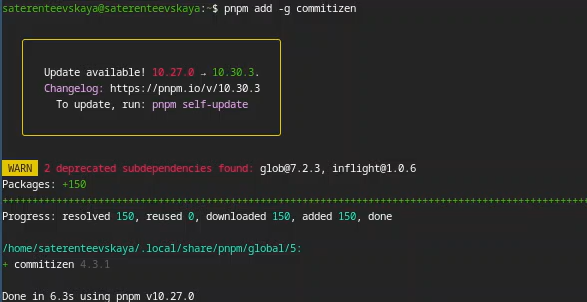 saterenteevskaya@saterenteevskaya:~$ pnpm add -g commitizen
Update available! 10.27.0 → 10.30.3.
Changelog: https://pnpm.io/v/10.30.3
To update, run: pnpm self-update
WARN 2 deprecated subdependencies found: glob@7.2.3, inflight@1.0.6
Packages: +150
++++++++++++++++++++++++++++++++++++++++++++++++++++++++++++++++++++++++++++++++++++++++++++++++++
Progress: resolved 150, reused 0, downloaded 150, added 150, done
/home/saterenteevskaya/.local/share/pnpm/global/5:
+ commitizen 4.3.1
Done in 6.3s using pnpm v10.27.0